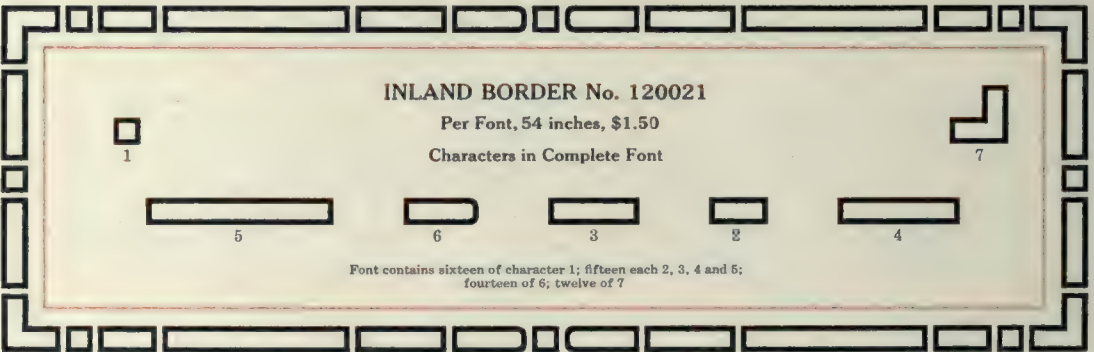 INLAND BORDER No. 120021
Per Font, 54 inches, $1.50
1
Characters in Complete Font
7
5 6 3 2 4
Font contains sixteen of character 1; fifteen each 2, 3, 4 and 5;
fourteen of 6; twelve of 7